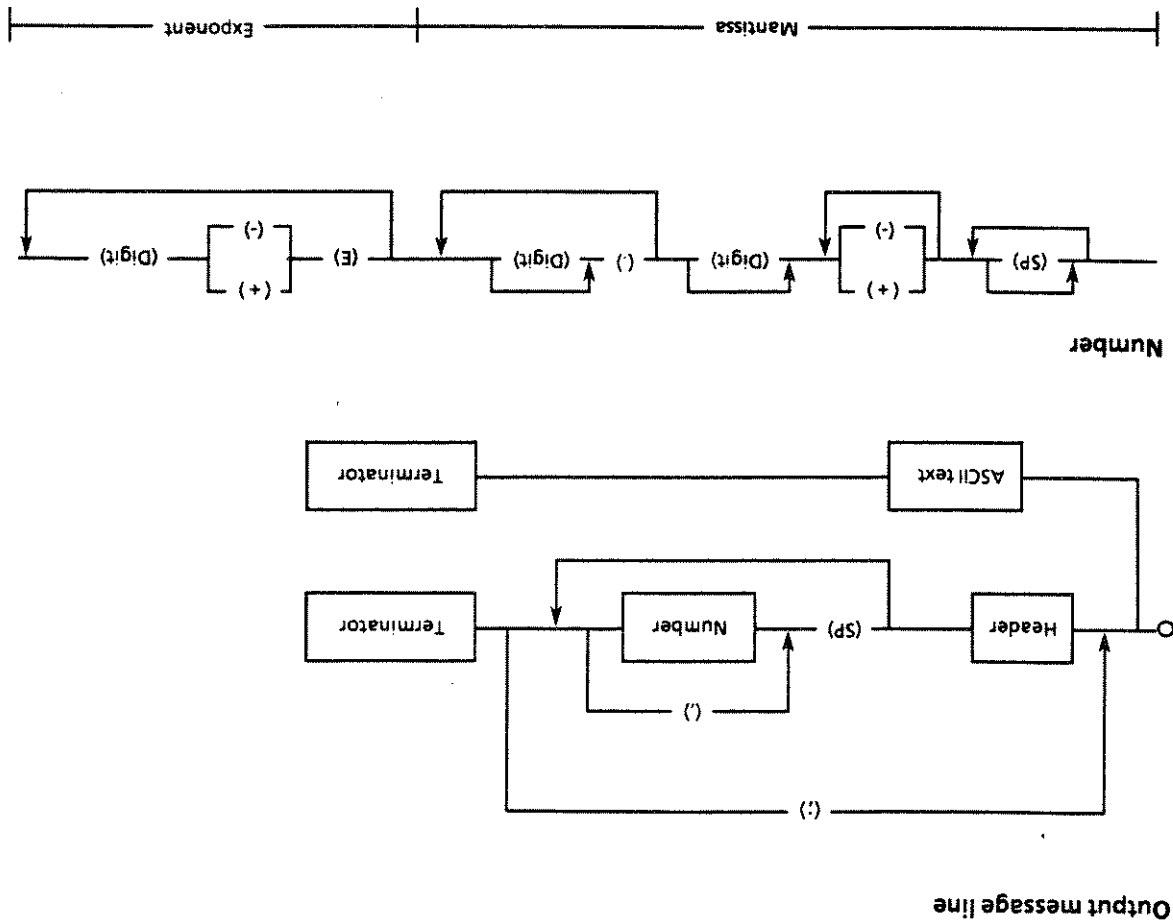 Output message line
(;)
(,)
Header (SP) Number Terminator
ASCII text Terminator
Number
(+) (+)
(SP) (Digit) (.) (Digit) (E) (Digit)
(-) (-)
Mantissa Exponent